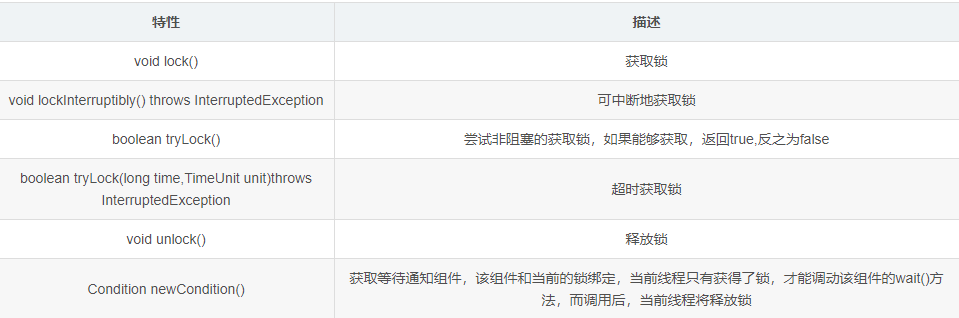 特性
描述
void lock()
获取锁
void lockInterruptibly() throws InterruptedException
可中断地获取锁
boolean tryLock()
尝试非阻塞的获取锁，如果能够获取，返回true,反之为false
boolean tryLock(long time,TimeUnit unit)throws
InterruptedException
超时获取锁
void unlock()
释放锁
Condition newCondition()
获取等待通知组件，该组件和当前的锁绑定，当前线程只有获得了锁，才能调动该组件的wait()方
法，而调用后，当前线程将释放锁